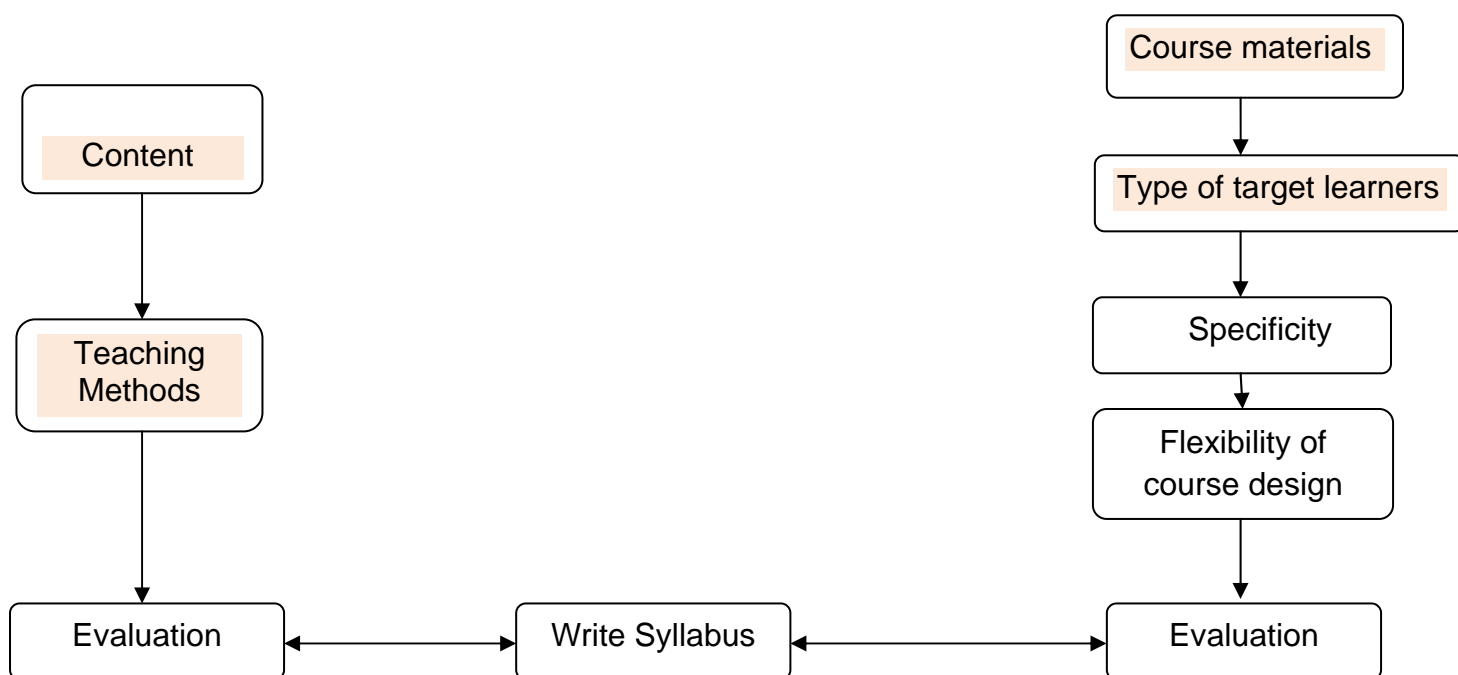 Course materials
Content
Type of target learners
Specificity
Teaching
Methods
Flexibility of
course design
Evaluation
Write Syllabus
Evaluation